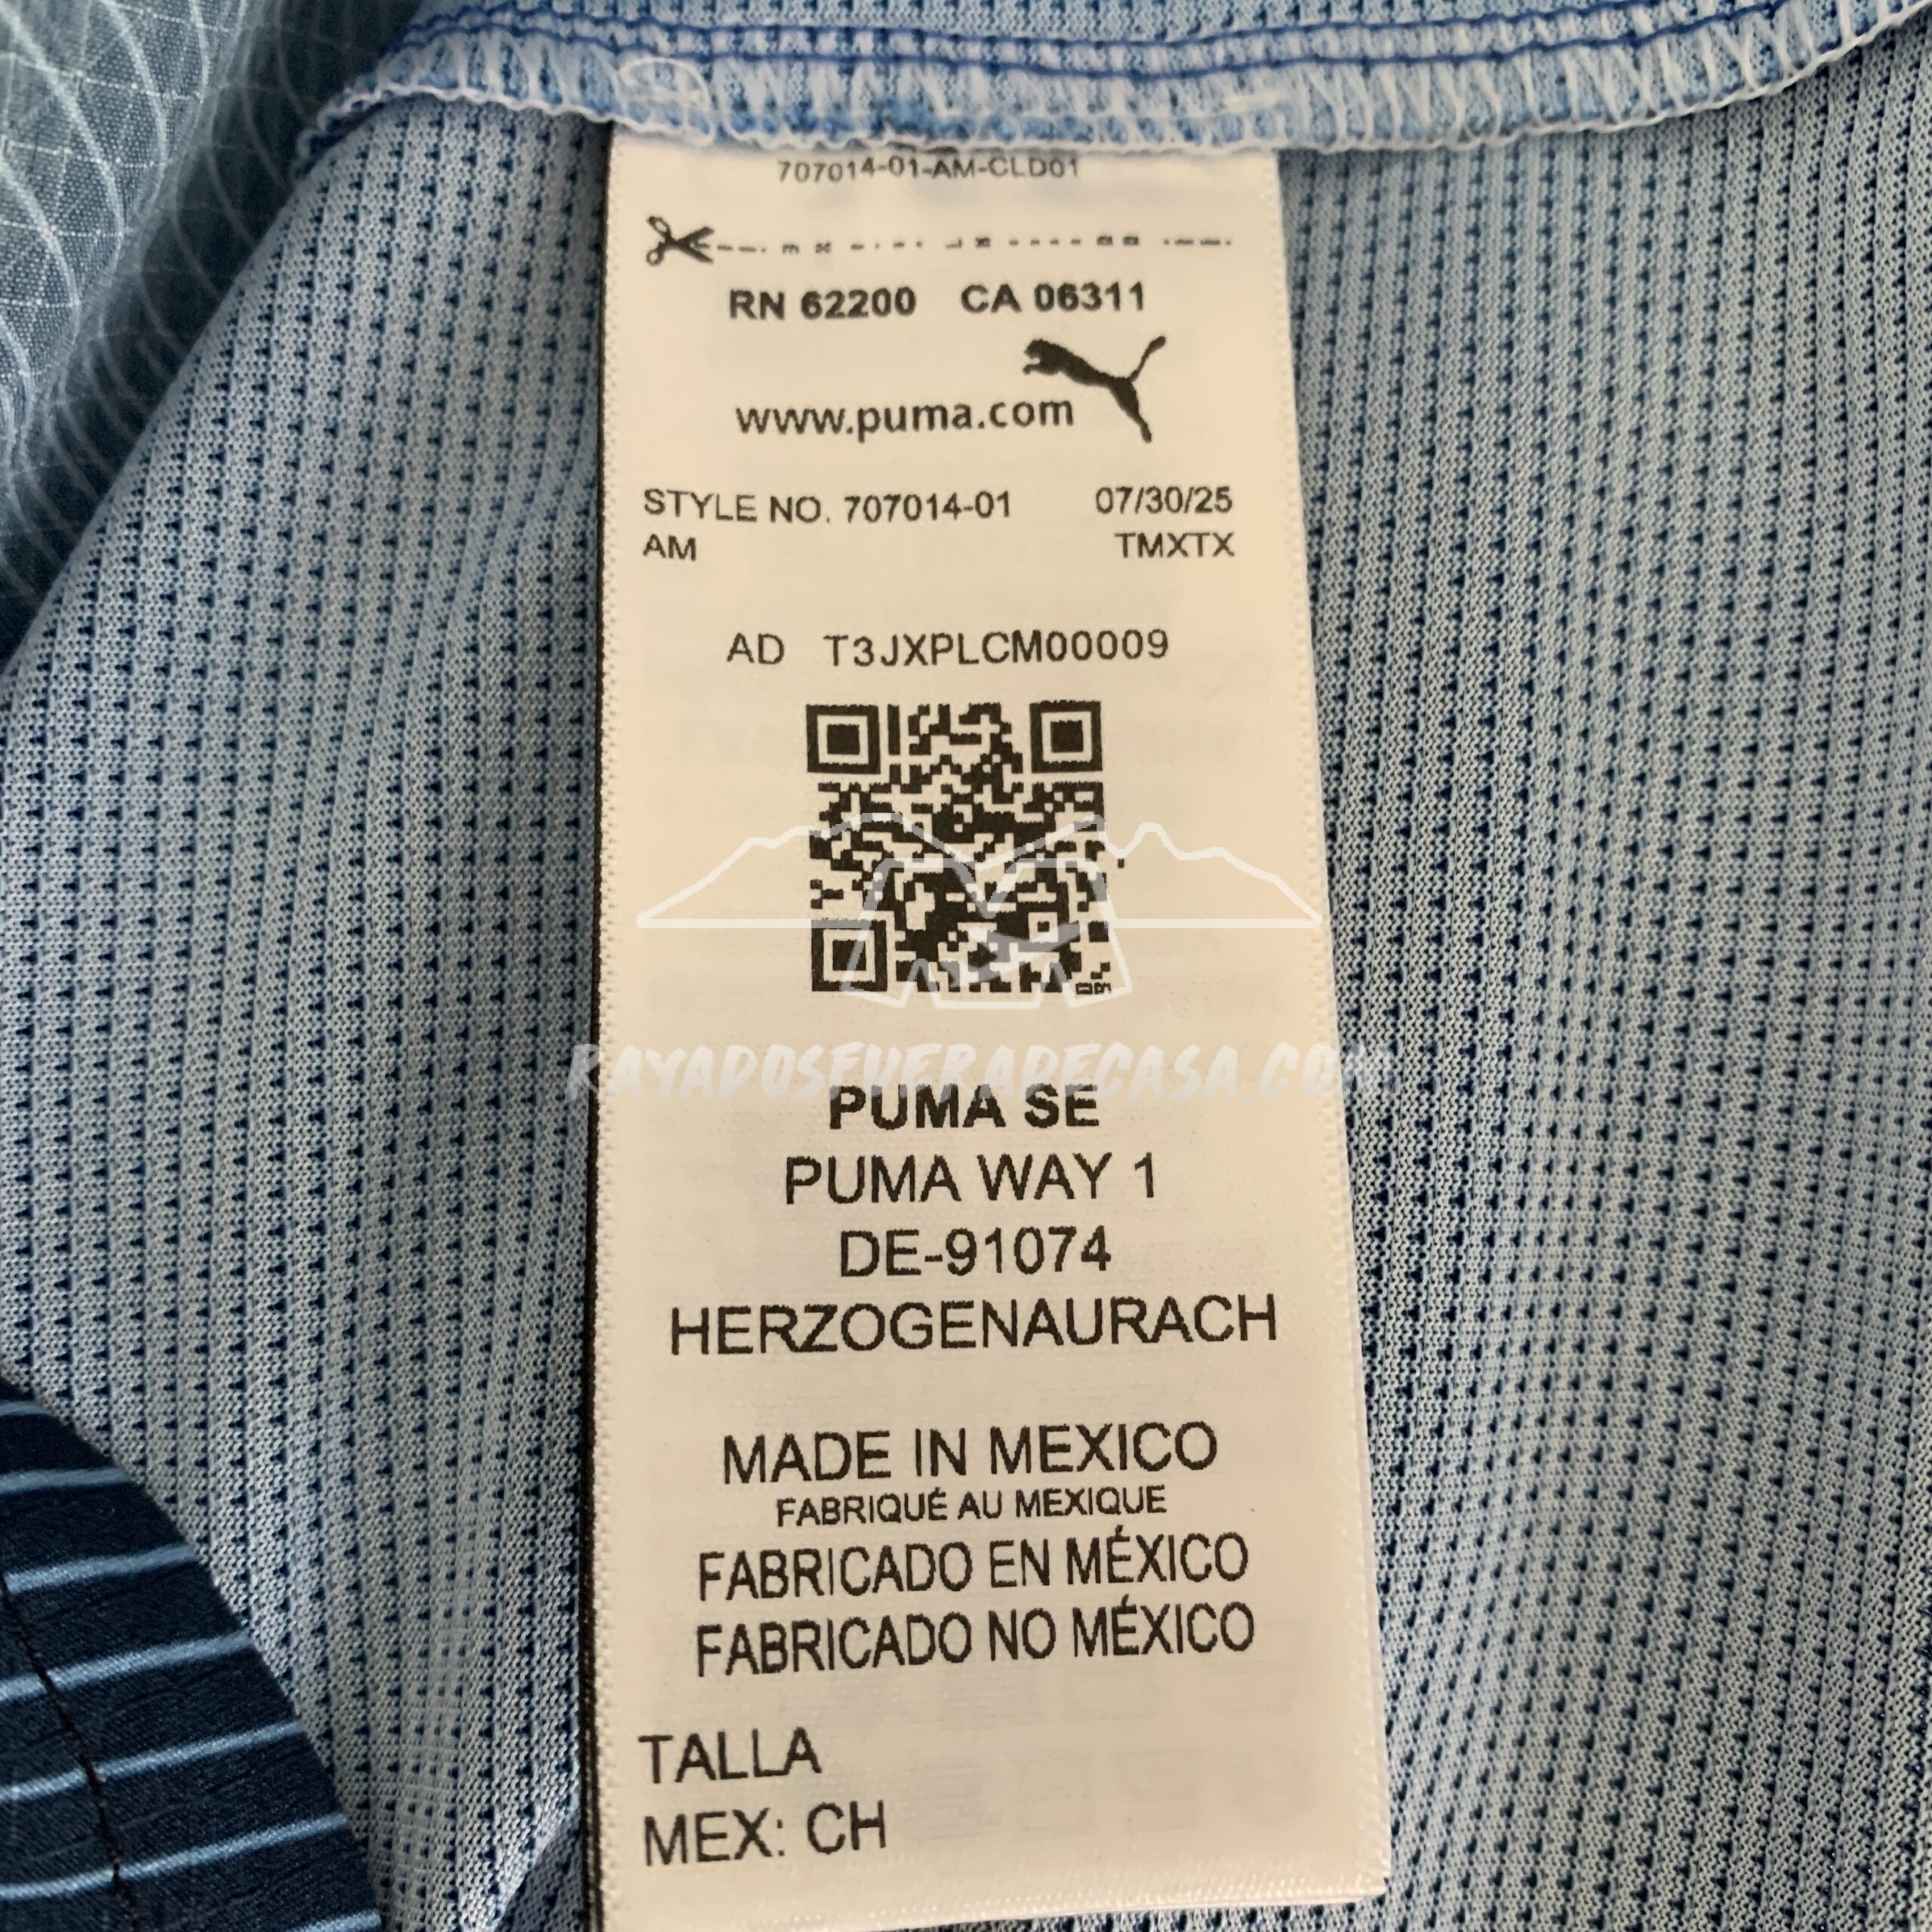 707014-01-AM-CLD01
RN 62200 CA 06311
www.puma.com
STYLE NO. 707014-01 07/30/25
AM TMXTX
AD T3JXPLCM00009
RAYADOSFUERADECASA.COM
PUMA SE
PUMA WAY 1
DE-91074
HERZOGENAURACH
MADE IN MEXICO
FABRIQUÉ AU MEXIQUE
FABRICADO EN MÉXICO
FABRICADO NO MÉXICO
TALLA
MEX: CH